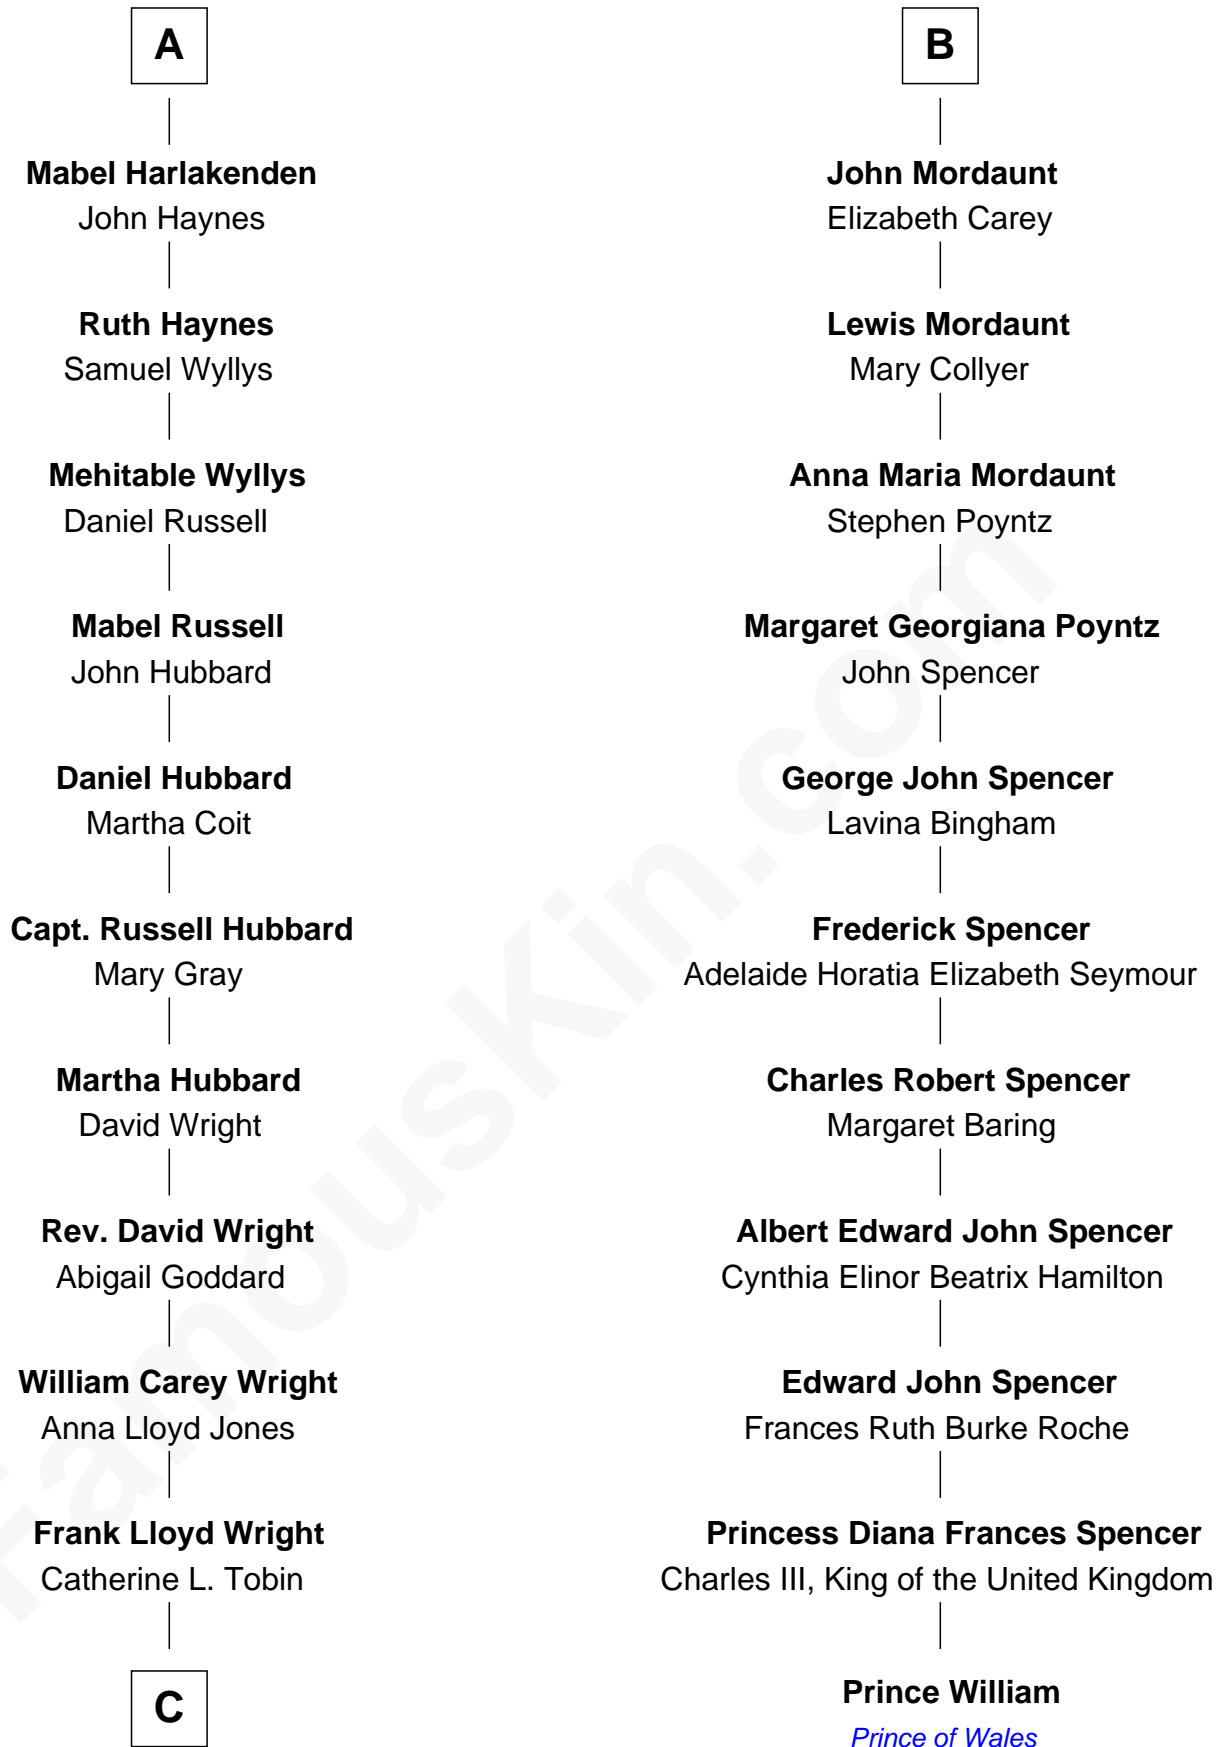 A
Mabel Harlakenden
John Haynes
Ruth Haynes
Samuel Wyllys
Mehitable Wyllys
Daniel Russell
Mabel Russell
John Hubbard
Daniel Hubbard
Martha Coit
Capt. Russell Hubbard
Mary Gray
Martha Hubbard
David Wright
Rev. David Wright
Abigail Goddard
William Carey Wright
Anna Lloyd Jones
Frank Lloyd Wright
Catherine L. Tobin
C
B
John Mordaunt
Elizabeth Carey
Lewis Mordaunt
Mary Collyer
Anna Maria Mordaunt
Stephen Poyntz
Margaret Georgiana Poyntz
John Spencer
George John Spencer
Lavina Bingham
Frederick Spencer
Adelaide Horatia Elizabeth Seymour
Charles Robert Spencer
Margaret Baring
Albert Edward John Spencer
Cynthia Elinor Beatrix Hamilton
Edward John Spencer
Frances Ruth Burke Roche
Princess Diana Frances Spencer
Charles III, King of the United Kingdom
Prince William
Prince of Wales
FamousKin.com